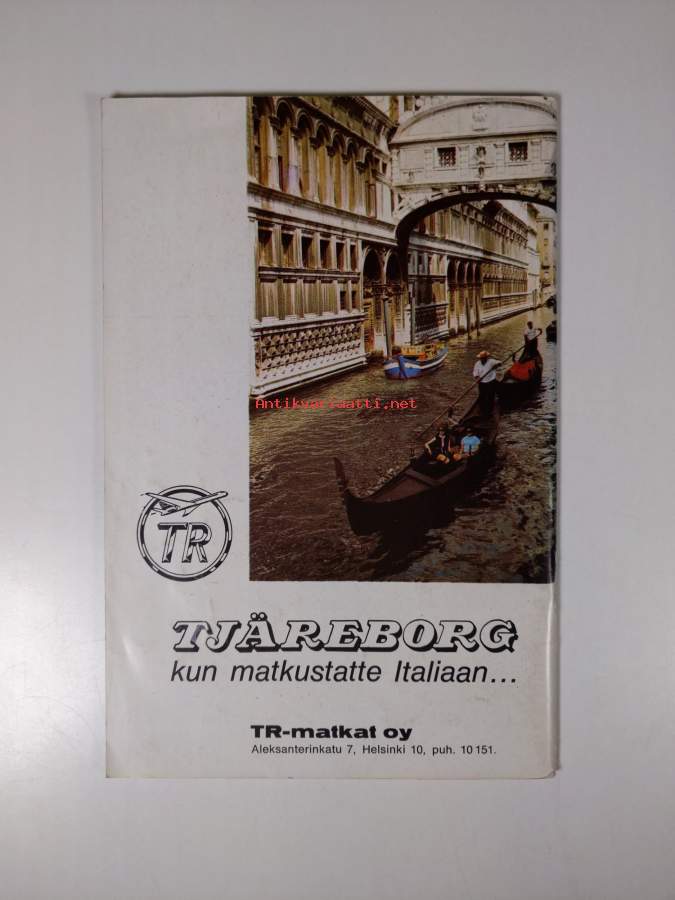 Antikvariaatti.net
TR
TJÄREBORG
kun matkustatte Italiaan...
TR-matkat oy
Aleksanterinkatu 7, Helsinki 10, puh. 10 151.